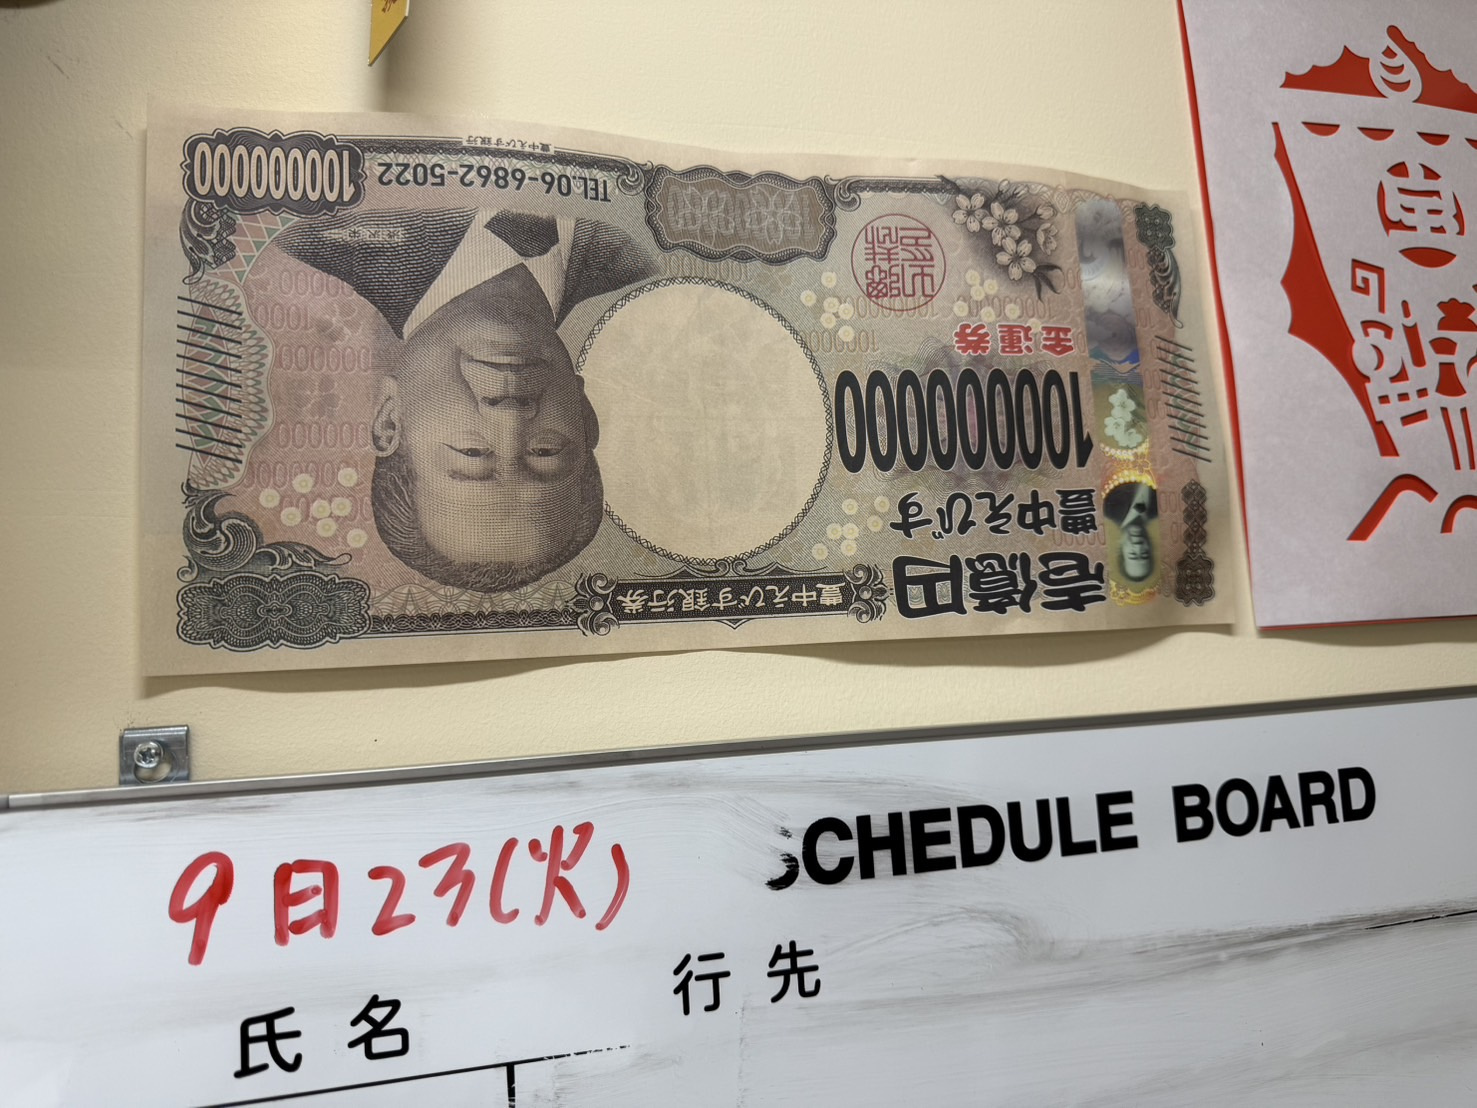 壱億円
豊中えびす銀行券
豊中えびす
100000000
金運券
TEL.06-6862-5022
100000000
豊中えびす銀行
SCHEDULE BOARD
9日23(火)
氏名 行先